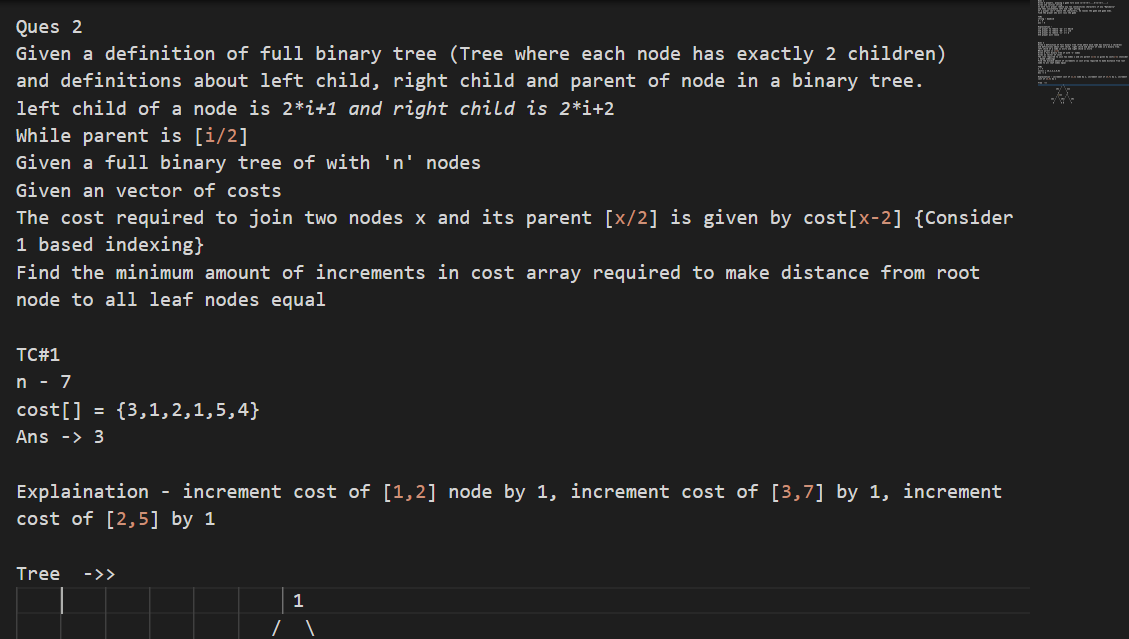 Ques 2
Given a definition of full binary tree (Tree where each node has exactly 2 children)
and definitions about left child, right child and parent of node in a binary tree.
left child of a node is 2*i+1 and right child is 2*i+2
While parent is [i/2]
Given a full binary tree of with 'n' nodes
Given an vector of costs
The cost required to join two nodes x and its parent [x/2] is given by cost[x-2] {Consider
1 based indexing}
Find the minimum amount of increments in cost array required to make distance from root
node to all leaf nodes equal
TC#1
n - 7
cost[] = {3,1,2,1,5,4}
Ans -> 3
Explaination - increment cost of [1,2] node by 1, increment cost of [3,7] by 1, increment
cost of [2,5] by 1
Tree ->>
1
/ \